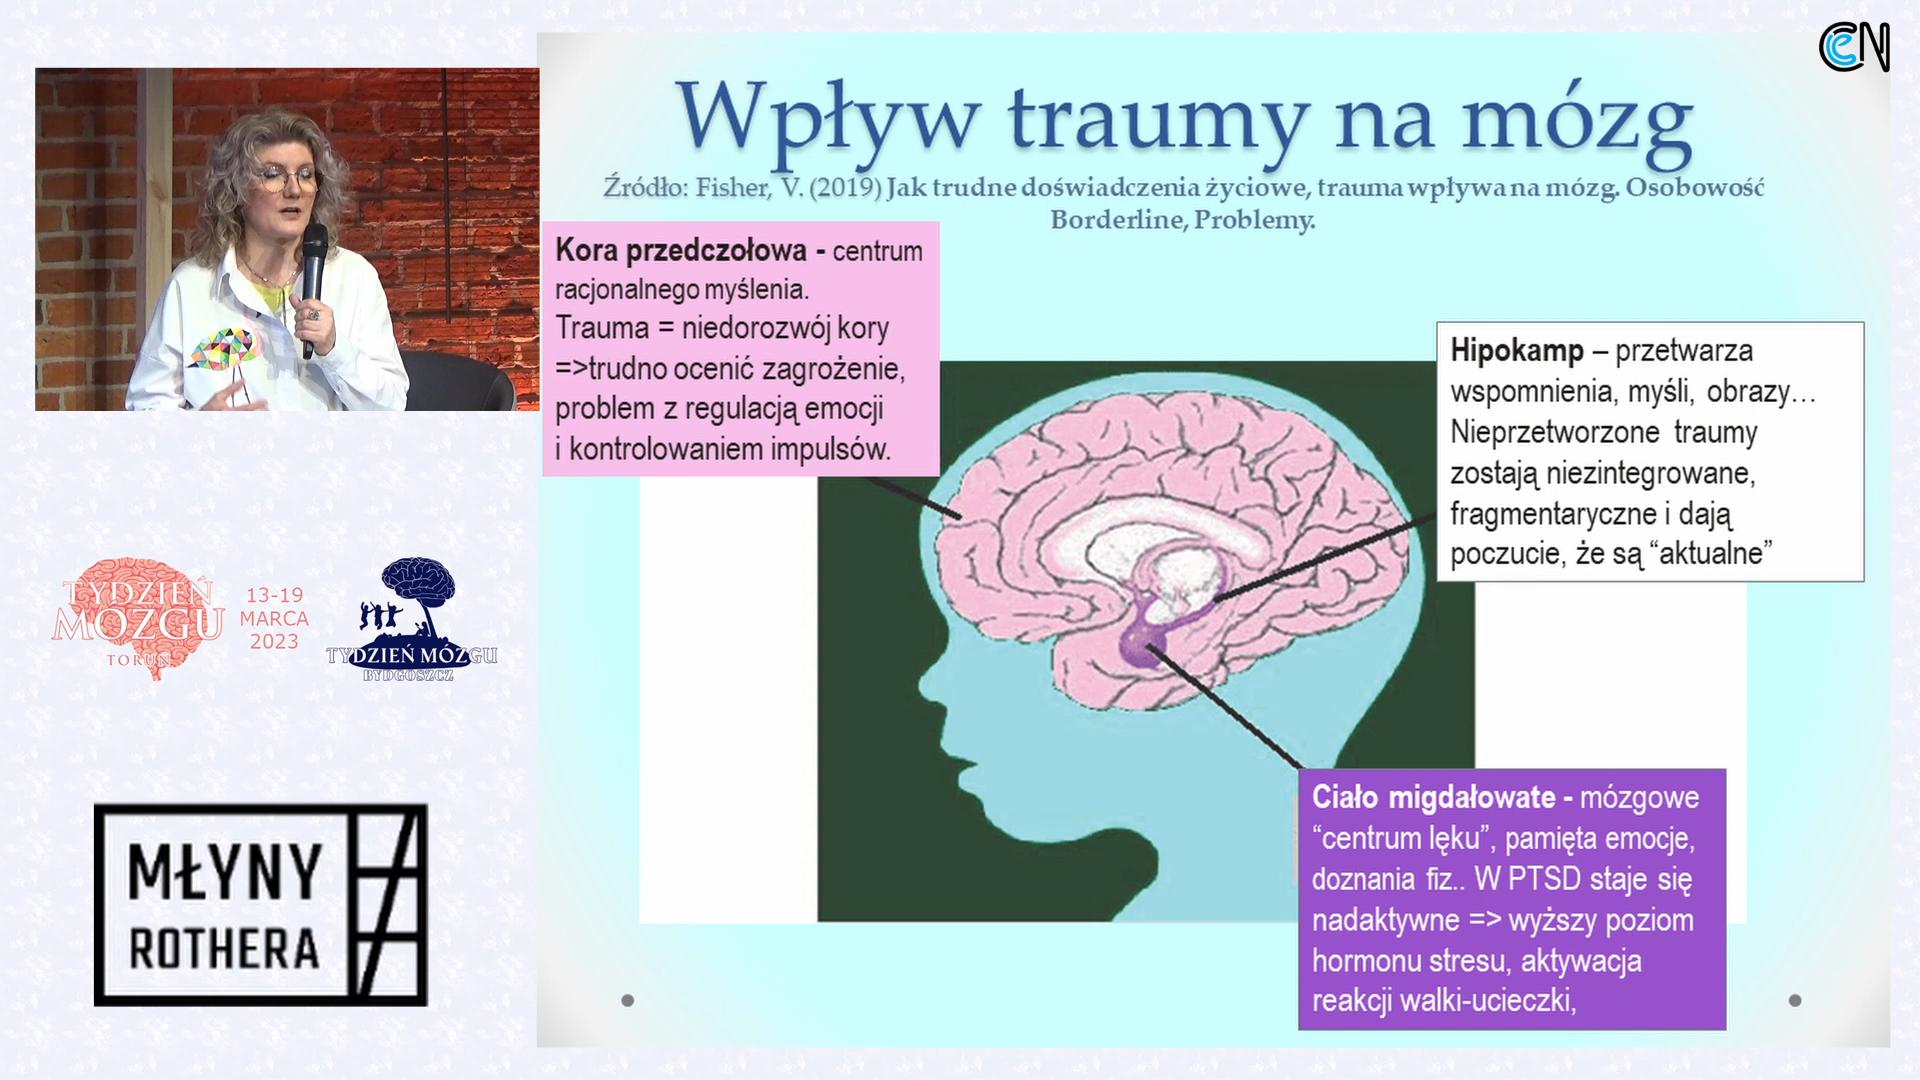 CeN
Wpływ traumy na mózg
Źródło: Fisher, V. (2019) Jak trudne doświadczenia życiowe, trauma wpływa na mózg. Osobowość
Borderline, Problemy.
Kora przedczołowa - centrum
racjonalnego myślenia.
Trauma = niedorozwój kory
=>trudno ocenić zagrożenie,
problem z regulacją emocji
i kontrolowaniem impulsów.
Hipokamp – przetwarza
wspomnienia, myśli, obrazy…
Nieprzetworzone traumy
zostają niezintegrowane,
fragmentaryczne i dają
poczucie, że są “aktualne”
Ciało migdałowate - mózgowe
“centrum lęku”, pamięta emocje,
doznania fiz.. W PTSD staje się
nadaktywne => wyższy poziom
hormonu stresu, aktywacja
reakcji walki-ucieczki,
TYDZIEŃ
MÓZGU
TORUŃ
13-19
MARCA
2023
TYDZIEŃ MÓZGU
BYDGOSZCZ
MŁYNY
ROTHERA